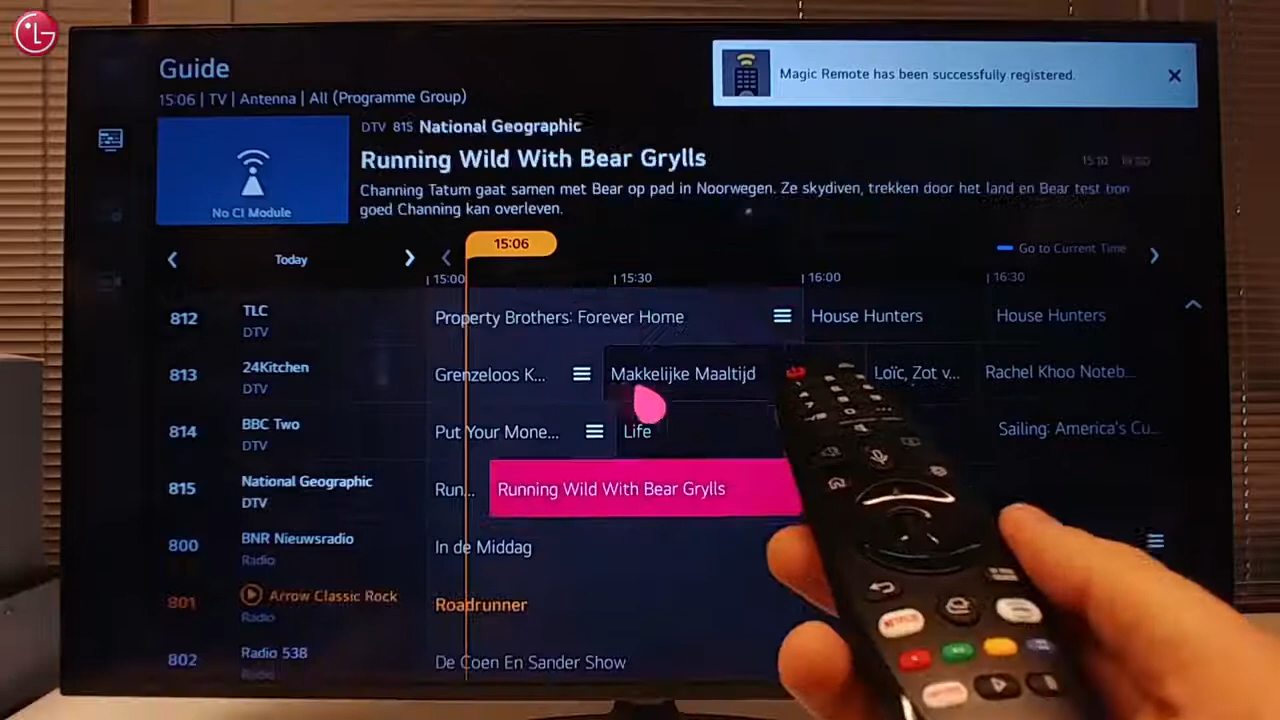 LG
Guide
Magic Remote has been successfully registered.
15:06 | TV | Antenna | All (Programme Group)
DTV 815 National Geographic
Running Wild With Bear Grylls
Channing Tatum gaat samen met Bear op pad in Noorwegen. Ze skydiven, trekken door het land en Bear test
goed Channing kan overleven.
No CI Module
15:06
Today
Go to Current Time
15:00 15:30 16:00 16:30
812 TLC Property Brothers: Forever Home House Hunters House Hunters
DTV
813 24Kitchen Grenzeloos K... Makkelijke Maaltijd Loïc, Zot v... Rachel Khoo Noteb...
DTV
814 BBC Two Put Your Mone... Life Sailing: America's Cu...
DTV
815 National Geographic Run... Running Wild With Bear Grylls
DTV
800 BNR Nieuwsradio In de Middag
Radio
801 Arrow Classic Rock Roadrunner
Radio
802 Radio 538 De Coen En Sander Show
Radio
NETFLIX